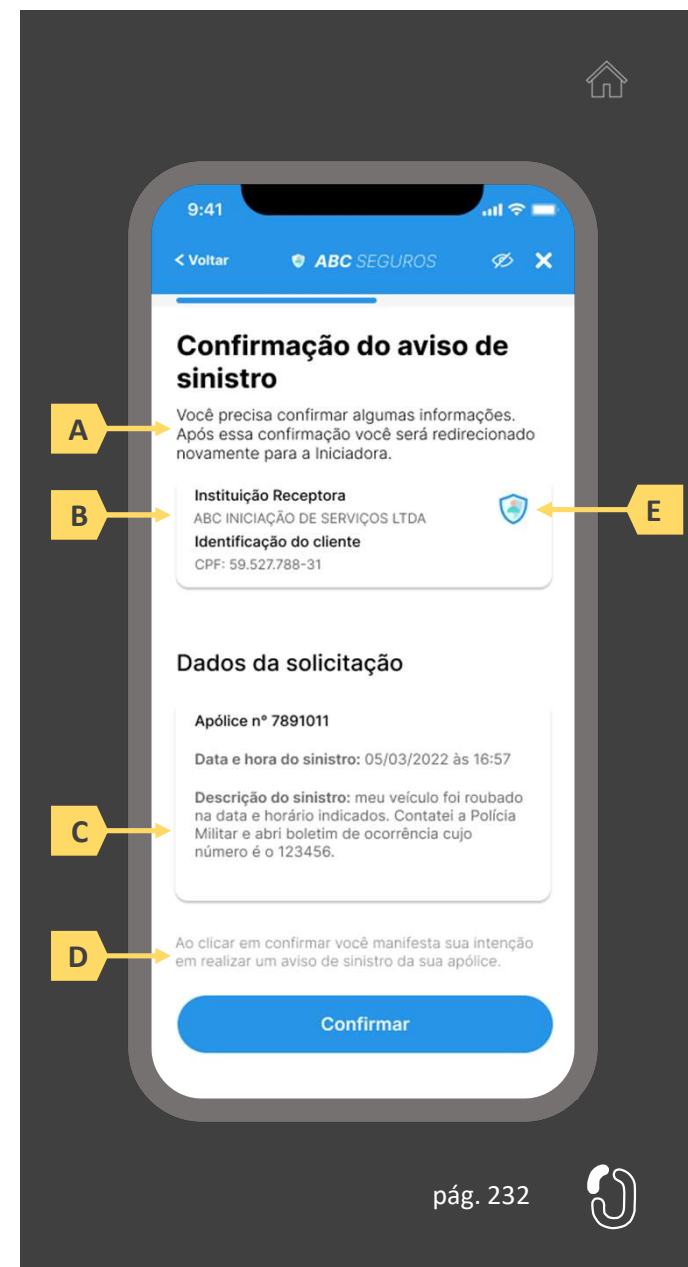 9:41
< Voltar
ABC SEGUROS
Confirmação do aviso de
sinistro
A
Você precisa confirmar algumas informações.
Após essa confirmação você será redirecionado
novamente para a Iniciadora.
B
Instituição Receptora
ABC INICIAÇÃO DE SERVIÇOS LTDA
Identificação do cliente
CPF: 59.527.788-31
E
Dados da solicitação
Apólice nº 7891011
Data e hora do sinistro: 05/03/2022 às 16:57
C
Descrição do sinistro: meu veículo foi roubado
na data e horário indicados. Contatei a Polícia
Militar e abri boletim de ocorrência cujo
número é o 123456.
D
Ao clicar em confirmar você manifesta sua intenção
em realizar um aviso de sinistro da sua apólice.
Confirmar
pág. 232